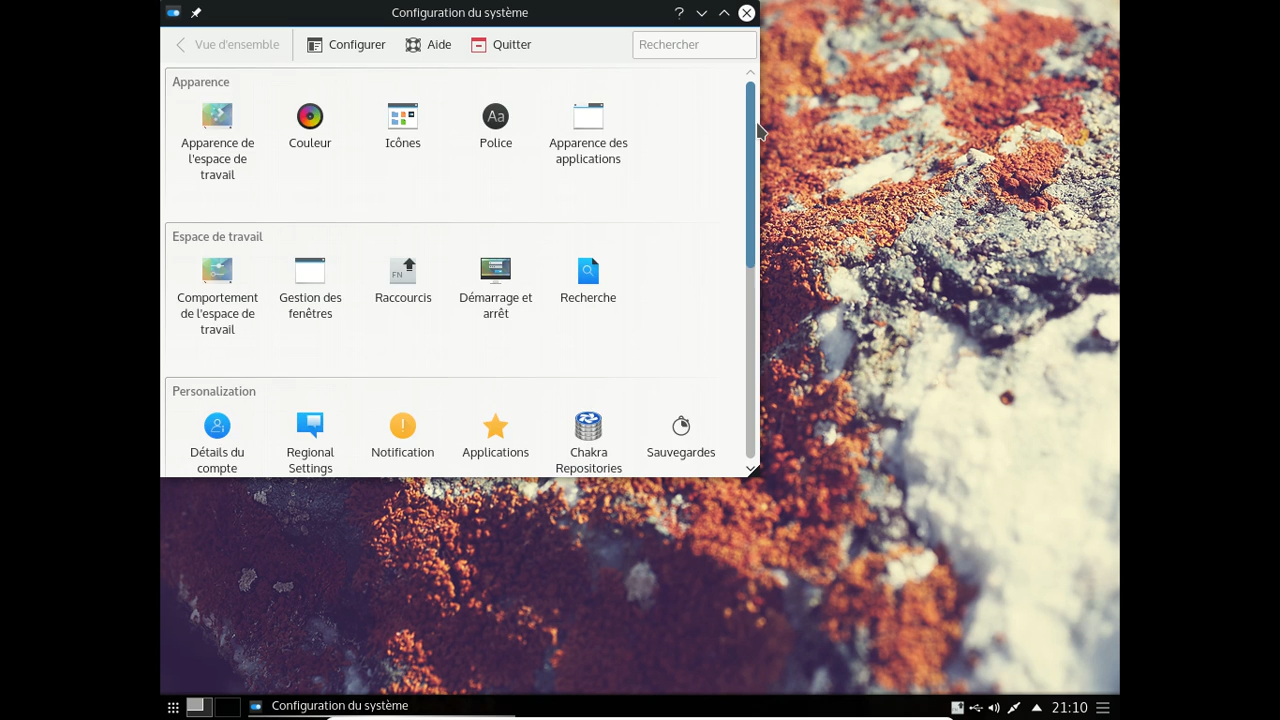 Configuration du système
Vue d'ensemble Configurer Aide Quitter Rechercher
Apparence
Apparence de l'espace de travail
Couleur
Icônes
Aa
Police
Apparence des applications
Espace de travail
Comportement de l'espace de travail
Gestion des fenêtres
FN
Raccourcis
Démarrage et arrêt
Recherche
Personalization
Détails du compte
Regional Settings
Notification
Applications
Chakra Repositories
Sauvegardes
Configuration du système
21:10